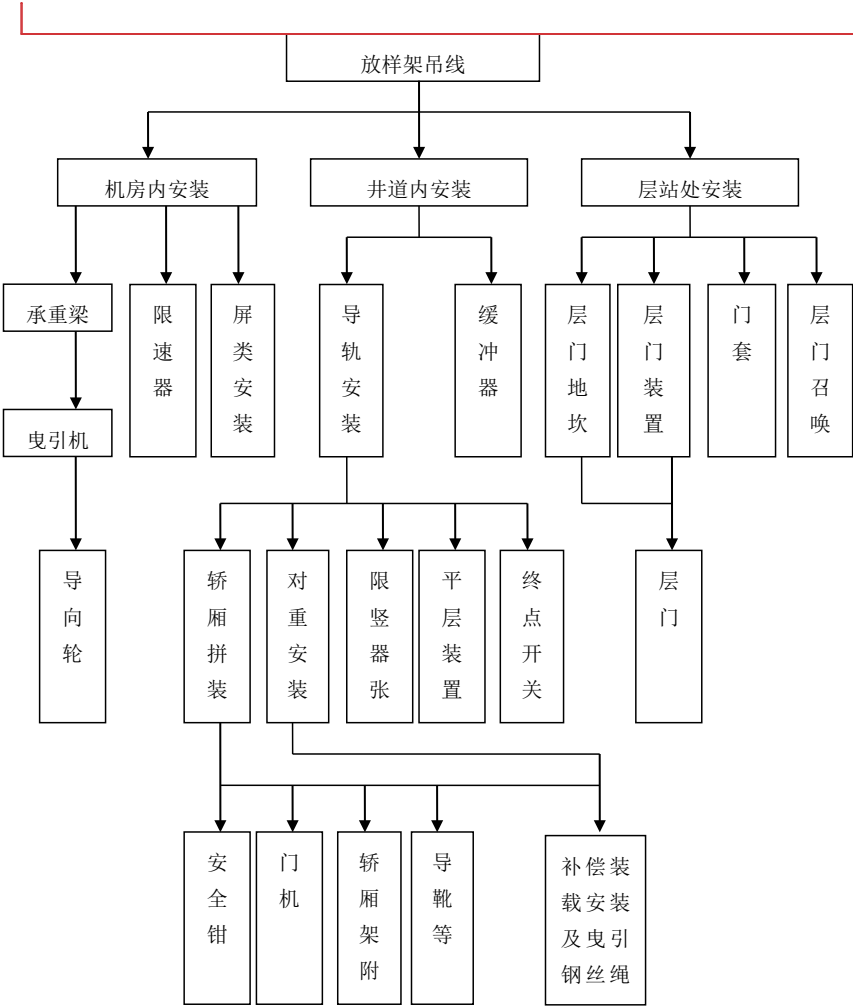 放样架吊线
机房内安装
井道内安装
层站处安装
承重梁
限速器
屏类安装
导轨安装
缓冲器
层门地坎
层门装置
门套
层门召唤
曳引机
导向轮
轿厢拼装
对重安装
限竖器张
平层装置
终点开关
层门
安全钳
门机
轿厢架附
导靴等
补偿装
载安装
及曳引
钢丝绳